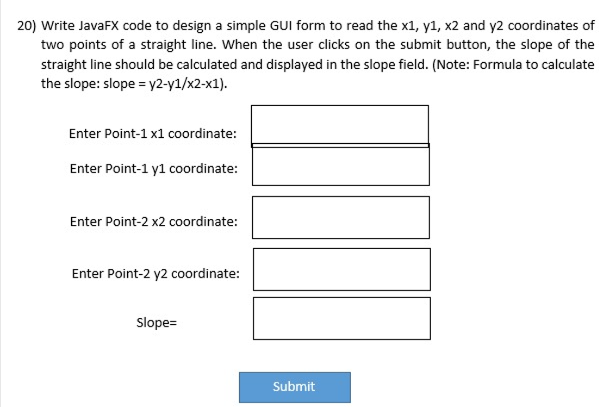 20) Write JavaFX code to design a simple GUI form to read the x1, y1, x2 and y2 coordinates of
two points of a straight line. When the user clicks on the submit button, the slope of the
straight line should be calculated and displayed in the slope field. (Note: Formula to calculate
the slope: slope = y2-y1/x2-x1).
Enter Point-1 x1 coordinate:
Enter Point-1 y1 coordinate:
Enter Point-2 x2 coordinate:
Enter Point-2 y2 coordinate:
Slope=
Submit